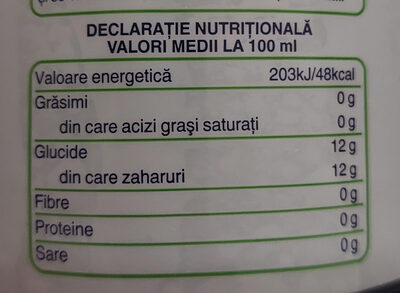 DECLARAȚIE NUTRIȚIONALĂ
VALORI MEDII LA 100 ml
Valoare energetică 203kJ/48kcal
Grăsimi 0 g
din care acizi grași saturați 0 g
Glucide 12 g
din care zaharuri 12 g
Fibre 0 g
Proteine 0 g
Sare 0 g